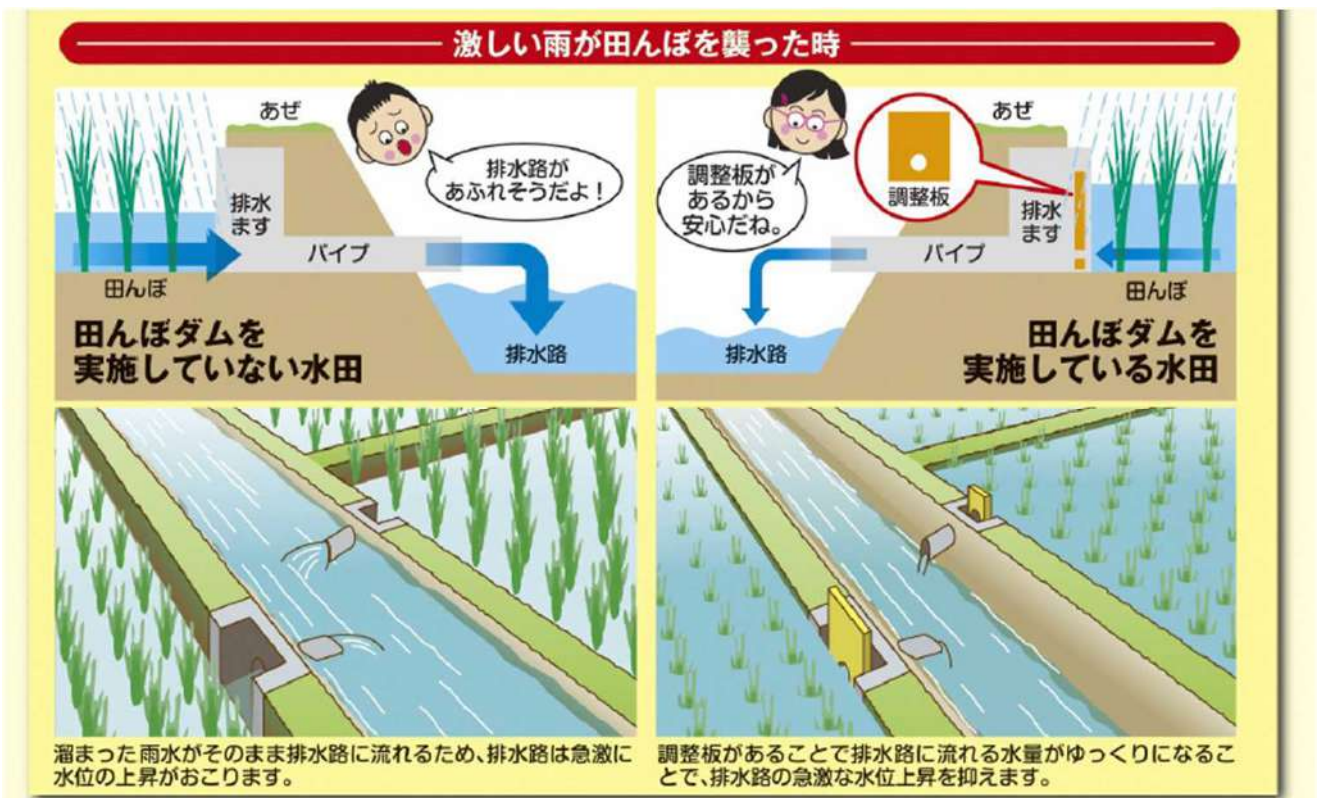 激しい雨が田んぼを襲った時
あぜ
排水路が
あふれそうだよ！
排水
ます
パイプ
田んぼ
排水路
田んぼダムを
実施していない水田
あぜ
調整板が
あるから
安心だね。
調整板
排水
ます
パイプ
田んぼ
排水路
田んぼダムを
実施している水田
溜まった雨水がそのまま排水路に流れるため、排水路は急激に
水位の上昇がおこります。
調整板があることで排水路に流れる水量がゆっくりになるこ
とで、排水路の急激な水位上昇を抑えます。